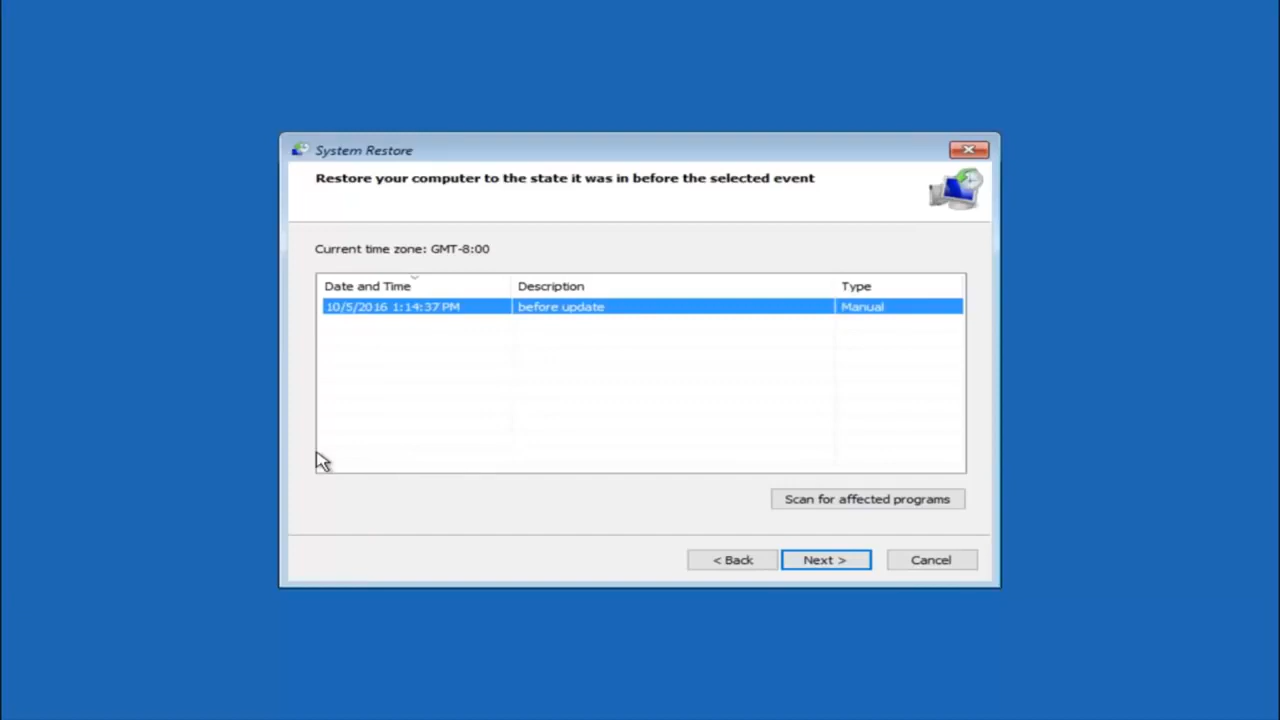 System Restore
Restore your computer to the state it was in before the selected event
Current time zone: GMT-8:00
Date and Time Description Type
10/5/2016 1:14:37 PM before update Manual
Scan for affected programs
< Back Next > Cancel